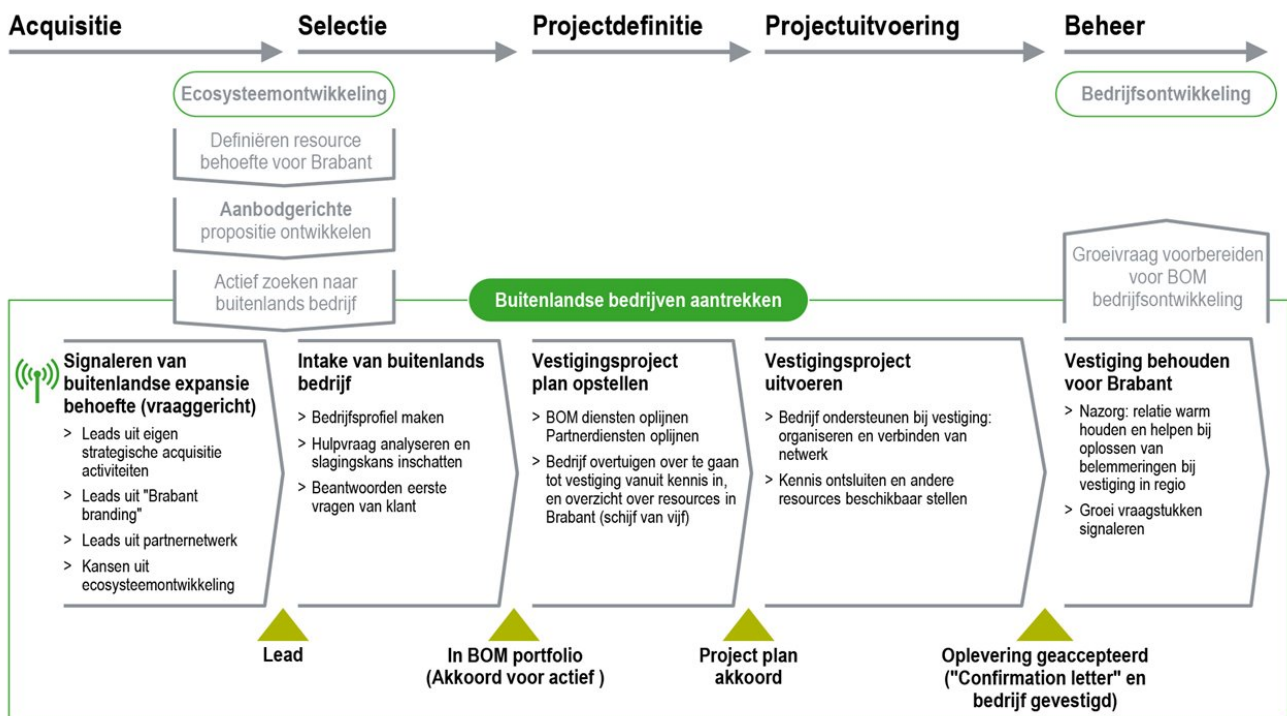 Acquisitie
Selectie
Projectdefinitie
Projectuitvoering
Beheer
Ecosysteemontwikkeling
Bedrijfsontwikkeling
Definiëren resource
behoefte voor Brabant
Aanbodgerichte
propositie ontwikkelen
Actief zoeken naar
buitenlands bedrijf
Groeivraag voorbereiden
voor BOM
bedrijfsontwikkeling
Buitenlandse bedrijven aantrekken
Signaleren van
buitenlandse expansie
behoefte (vraaggericht)
> Leads uit eigen
strategische acquisitie
activiteiten
> Leads uit "Brabant
branding"
> Leads uit partnernetwerk
> Kansen uit
ecosysteemontwikkeling
Intake van buitenlands
bedrijf
> Bedrijfsprofiel maken
> Hulpvraag analyseren en
slagingskans inschatten
> Beantwoorden eerste
vragen van klant
Vestigingsproject
plan opstellen
> BOM diensten oplijnen
Partnerdiensten oplijnen
> Bedrijf overtuigen over te gaan
tot vestiging vanuit kennis in,
en overzicht over resources in
Brabant (schijf van vijf)
Vestigingsproject
uitvoeren
> Bedrijf ondersteunen bij vestiging:
organiseren en verbinden van
netwerk
> Kennis ontsluiten en andere
resources beschikbaar stellen
Vestiging behouden
voor Brabant
> Nazorg: relatie warm
houden en helpen bij
oplossen van
belemmeringen bij
vestiging in regio
> Groei vraagstukken
signaleren
Lead
In BOM portfolio
(Akkoord voor actief )
Project plan
akkoord
Oplevering geaccepteerd
("Confirmation letter" en
bedrijf gevestigd)